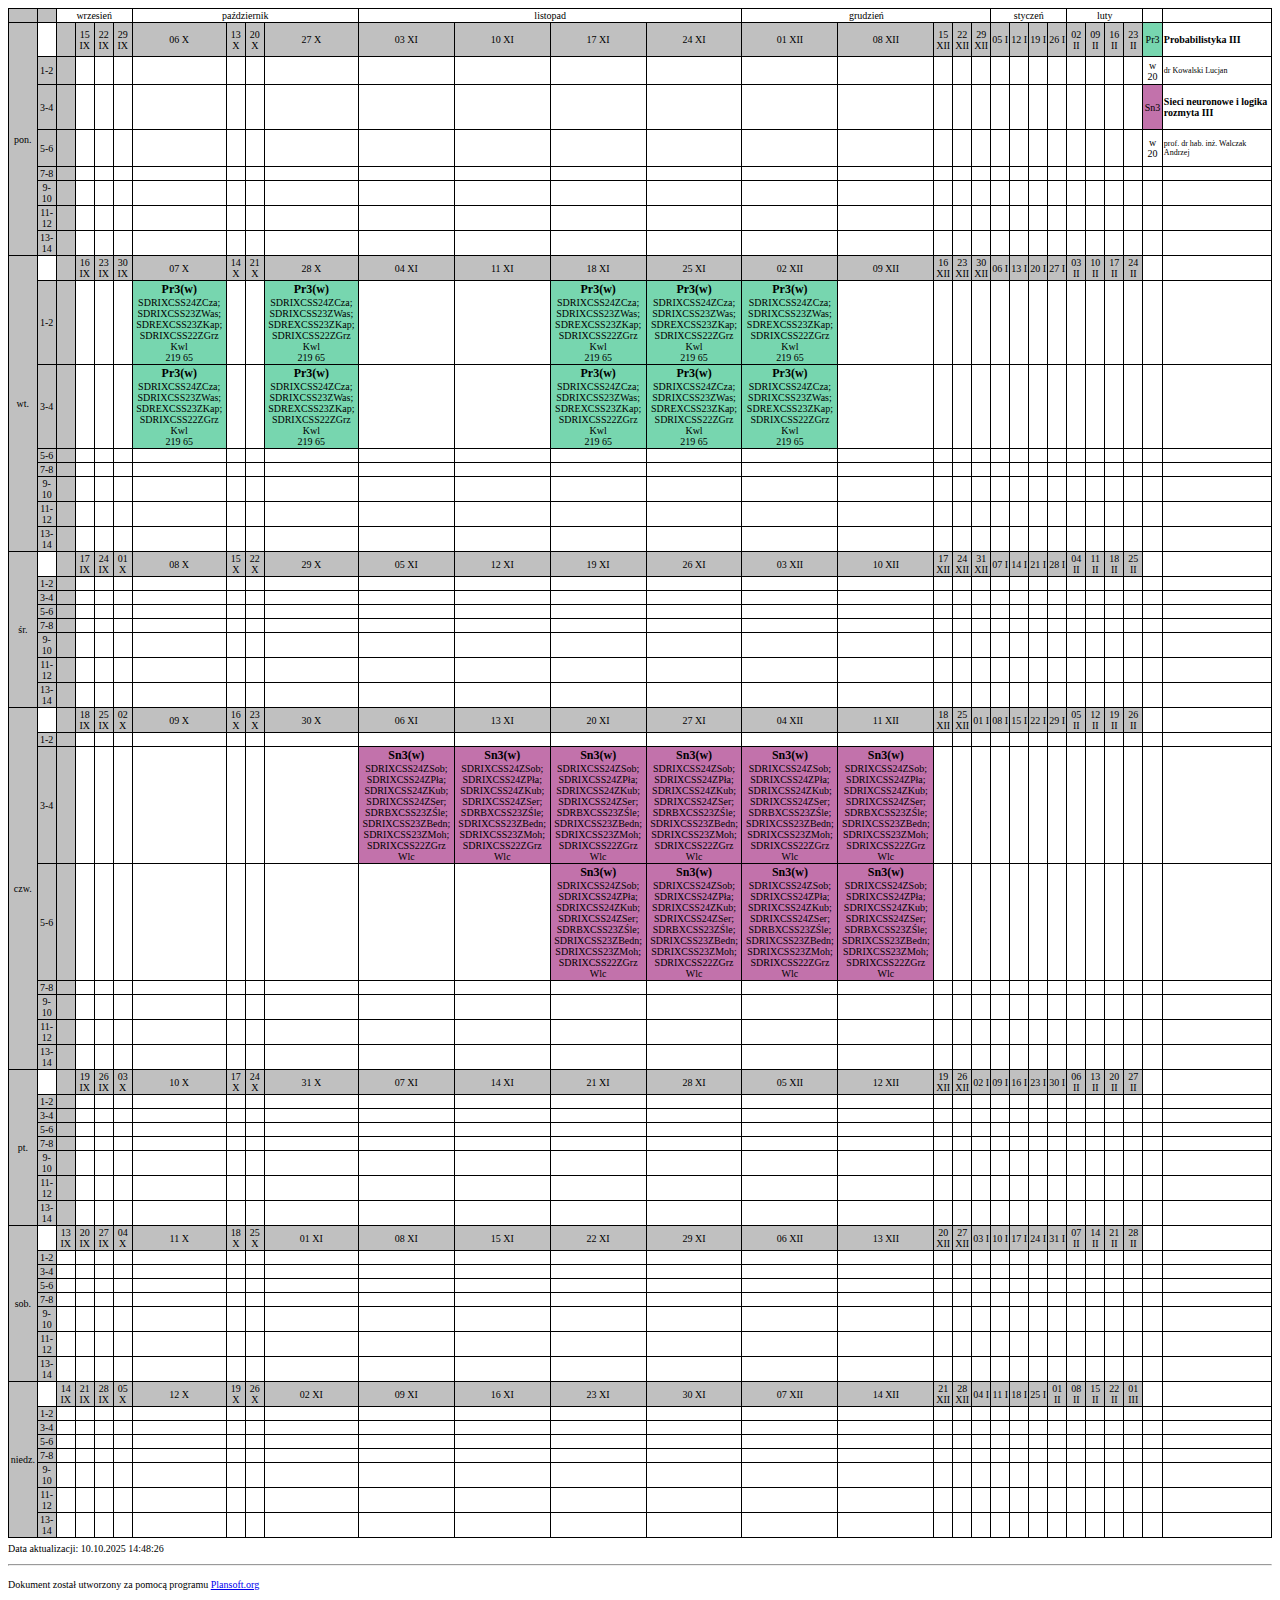 wrzesień październik listopad grudzień styczeń luty
pon. 15 IX 22 IX 29 IX 06 X 13 X 20 X 27 X 03 XI 10 XI 17 XI 24 XI 01 XII 08 XII 15 XII 22 XII 29 XII 05 I 12 I 19 I 26 I 02 II 09 II 16 II 23 II Pr3 Probabilistyka III
1-2 w 20 dr Kowalski Lucjan
3-4 Sn3 Sieci neuronowe i logika rozmyta III
5-6 w 20 prof. dr hab. inż. Walczak Andrzej
7-8
9-10
11-12
13-14
wt. 16 IX 23 IX 30 IX 07 X 14 X 21 X 28 X 04 XI 11 XI 18 XI 25 XI 02 XII 09 XII 16 XII 23 XII 30 XII 06 I 13 I 20 I 27 I 03 II 10 II 17 II 24 II
1-2
Pr3(w) Pr3(w) Pr3(w) Pr3(w) Pr3(w)
SDRIXCSS24ZCza; SDRIXCSS24ZCza; SDRIXCSS24ZCza; SDRIXCSS24ZCza; SDRIXCSS24ZCza;
SDRIXCSS23ZWas; SDRIXCSS23ZWas; SDRIXCSS23ZWas; SDRIXCSS23ZWas; SDRIXCSS23ZWas;
SDREXCSS23ZKap; SDREXCSS23ZKap; SDREXCSS23ZKap; SDREXCSS23ZKap; SDREXCSS23ZKap;
SDRIXCSS22ZGrz SDRIXCSS22ZGrz SDRIXCSS22ZGrz SDRIXCSS22ZGrz SDRIXCSS22ZGrz
Kwl Kwl Kwl Kwl Kwl
219 65 219 65 219 65 219 65 219 65
3-4
Pr3(w) Pr3(w) Pr3(w) Pr3(w) Pr3(w)
SDRIXCSS24ZCza; SDRIXCSS24ZCza; SDRIXCSS24ZCza; SDRIXCSS24ZCza; SDRIXCSS24ZCza;
SDRIXCSS23ZWas; SDRIXCSS23ZWas; SDRIXCSS23ZWas; SDRIXCSS23ZWas; SDRIXCSS23ZWas;
SDREXCSS23ZKap; SDREXCSS23ZKap; SDREXCSS23ZKap; SDREXCSS23ZKap; SDREXCSS23ZKap;
SDRIXCSS22ZGrz SDRIXCSS22ZGrz SDRIXCSS22ZGrz SDRIXCSS22ZGrz SDRIXCSS22ZGrz
Kwl Kwl Kwl Kwl Kwl
219 65 219 65 219 65 219 65 219 65
5-6
7-8
9-10
11-12
13-14
śr. 17 IX 24 IX 01 X 08 X 15 X 22 X 29 X 05 XI 12 XI 19 XI 26 XI 03 XII 10 XII 17 XII 24 XII 31 XII 07 I 14 I 21 I 28 I 04 II 11 II 18 II 25 II
1-2
3-4
5-6
7-8
9-10
11-12
13-14
czw. 18 IX 25 IX 02 X 09 X 16 X 23 X 30 X 06 XI 13 XI 20 XI 27 XI 04 XII 11 XII 18 XII 25 XII 01 I 08 I 15 I 22 I 29 I 05 II 12 II 19 II 26 II
1-2
3-4
Sn3(w) Sn3(w) Sn3(w) Sn3(w) Sn3(w) Sn3(w)
SDRIXCSS24ZSob; SDRIXCSS24ZSob; SDRIXCSS24ZSob; SDRIXCSS24ZSob; SDRIXCSS24ZSob; SDRIXCSS24ZSob;
SDRIXCSS24ZPła; SDRIXCSS24ZPła; SDRIXCSS24ZPła; SDRIXCSS24ZPła; SDRIXCSS24ZPła; SDRIXCSS24ZPła;
SDRIXCSS24ZKub; SDRIXCSS24ZKub; SDRIXCSS24ZKub; SDRIXCSS24ZKub; SDRIXCSS24ZKub; SDRIXCSS24ZKub;
SDRIXCSS24ZSer; SDRIXCSS24ZSer; SDRIXCSS24ZSer; SDRIXCSS24ZSer; SDRIXCSS24ZSer; SDRIXCSS24ZSer;
SDRBXCSS23ZŚle; SDRBXCSS23ZŚle; SDRBXCSS23ZŚle; SDRBXCSS23ZŚle; SDRBXCSS23ZŚle; SDRBXCSS23ZŚle;
SDRIXCSS23ZBedn; SDRIXCSS23ZBedn; SDRIXCSS23ZBedn; SDRIXCSS23ZBedn; SDRIXCSS23ZBedn; SDRIXCSS23ZBedn;
SDRIXCSS23ZMoh; SDRIXCSS23ZMoh; SDRIXCSS23ZMoh; SDRIXCSS23ZMoh; SDRIXCSS23ZMoh; SDRIXCSS23ZMoh;
SDRIXCSS22ZGrz SDRIXCSS22ZGrz SDRIXCSS22ZGrz SDRIXCSS22ZGrz SDRIXCSS22ZGrz SDRIXCSS22ZGrz
Wlc Wlc Wlc Wlc Wlc Wlc
5-6
Sn3(w) Sn3(w) Sn3(w) Sn3(w)
SDRIXCSS24ZSob; SDRIXCSS24ZSob; SDRIXCSS24ZSob; SDRIXCSS24ZSob;
SDRIXCSS24ZPła; SDRIXCSS24ZPła; SDRIXCSS24ZPła; SDRIXCSS24ZPła;
SDRIXCSS24ZKub; SDRIXCSS24ZKub; SDRIXCSS24ZKub; SDRIXCSS24ZKub;
SDRIXCSS24ZSer; SDRIXCSS24ZSer; SDRIXCSS24ZSer; SDRIXCSS24ZSer;
SDRBXCSS23ZŚle; SDRBXCSS23ZŚle; SDRBXCSS23ZŚle; SDRBXCSS23ZŚle;
SDRIXCSS23ZBedn; SDRIXCSS23ZBedn; SDRIXCSS23ZBedn; SDRIXCSS23ZBedn;
SDRIXCSS23ZMoh; SDRIXCSS23ZMoh; SDRIXCSS23ZMoh; SDRIXCSS23ZMoh;
SDRIXCSS22ZGrz SDRIXCSS22ZGrz SDRIXCSS22ZGrz SDRIXCSS22ZGrz
Wlc Wlc Wlc Wlc
7-8
9-10
11-12
13-14
pt. 19 IX 26 IX 03 X 10 X 17 X 24 X 31 X 07 XI 14 XI 21 XI 28 XI 05 XII 12 XII 19 XII 26 XII 02 I 09 I 16 I 23 I 30 I 06 II 13 II 20 II 27 II
1-2
3-4
5-6
7-8
9-10
11-12
13-14
sob. 13 IX 20 IX 27 IX 04 X 11 X 18 X 25 X 01 XI 08 XI 15 XI 22 XI 29 XI 06 XII 13 XII 20 XII 27 XII 03 I 10 I 17 I 24 I 31 I 07 II 14 II 21 II 28 II
1-2
3-4
5-6
7-8
9-10
11-12
13-14
niedz. 14 IX 21 IX 28 IX 05 X 12 X 19 X 26 X 02 XI 09 XI 16 XI 23 XI 30 XI 07 XII 14 XII 21 XII 28 XII 04 I 11 I 18 I 25 I 01 II 08 II 15 II 22 II 01 III
1-2
3-4
5-6
7-8
9-10
11-12
13-14
Data aktualizacji: 10.10.2025 14:48:26
Dokument został utworzony za pomocą programu Plansoft.org